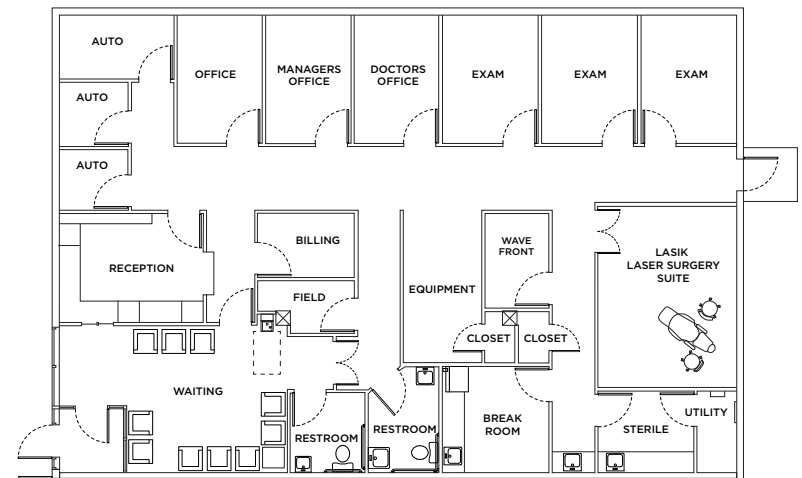 AUTO
OFFICE
MANAGERS
OFFICE
DOCTORS
OFFICE
EXAM
EXAM
EXAM
AUTO
AUTO
RECEPTION
BILLING
WAVE
FRONT
LASIK
LASER SURGERY
SUITE
FIELD
EQUIPMENT
CLOSET
CLOSET
WAITING
RESTROOM
RESTROOM
BREAK
ROOM
STERILE
UTILITY